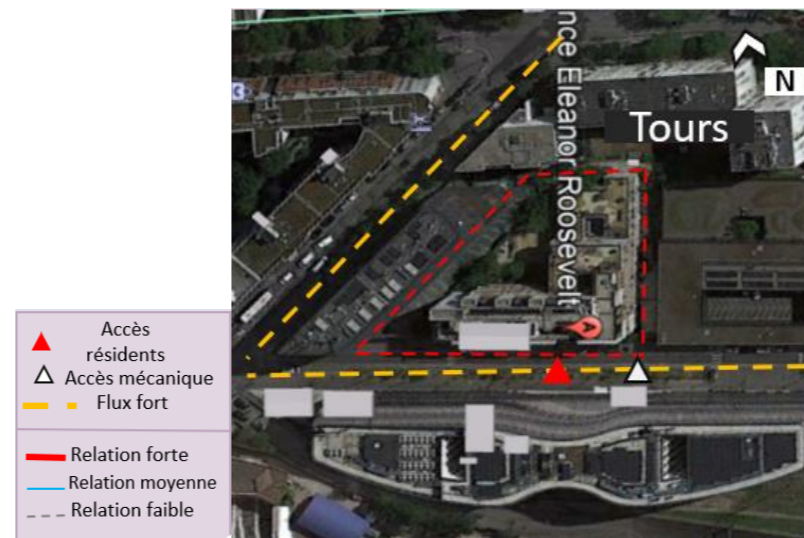 nce Eleanor Roosevelt
N
Tours
A
Accès
résidents
Accès mécanique
Flux fort
Relation forte
Relation moyenne
Relation faible